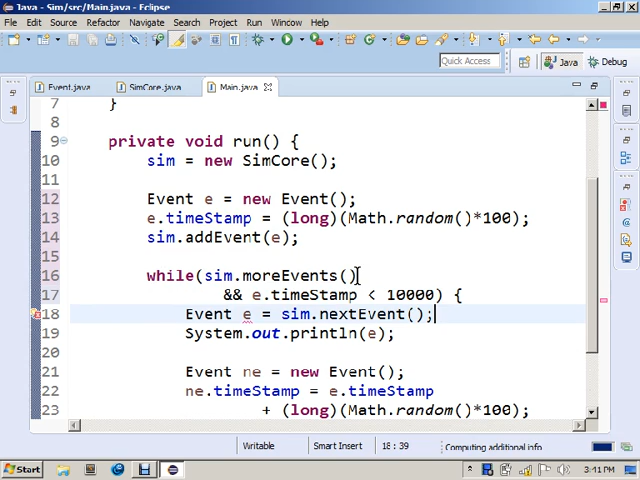 Java - Sim/src/Main.java - Eclipse
File Edit Source Refactor Navigate Search Project Run Window Help
Quick Access Java Debug
Event.java SimCore.java Main.java
7 }
8
9 private void run() {
10 sim = new SimCore();
11
12 Event e = new Event();
13 e.timeStamp = (long)(Math.random()*100);
14 sim.addEvent(e);
15
16 while(sim.moreEvents()
17 && e.timeStamp < 10000) {
18 Event e = sim.nextEvent();
19 System.out.println(e);
20
21 Event ne = new Event();
22 ne.timeStamp = e.timeStamp
23 + (long)(Math.random()*100);
Writable Smart Insert 18 : 39 Computing additional info
Start 3:41 PM